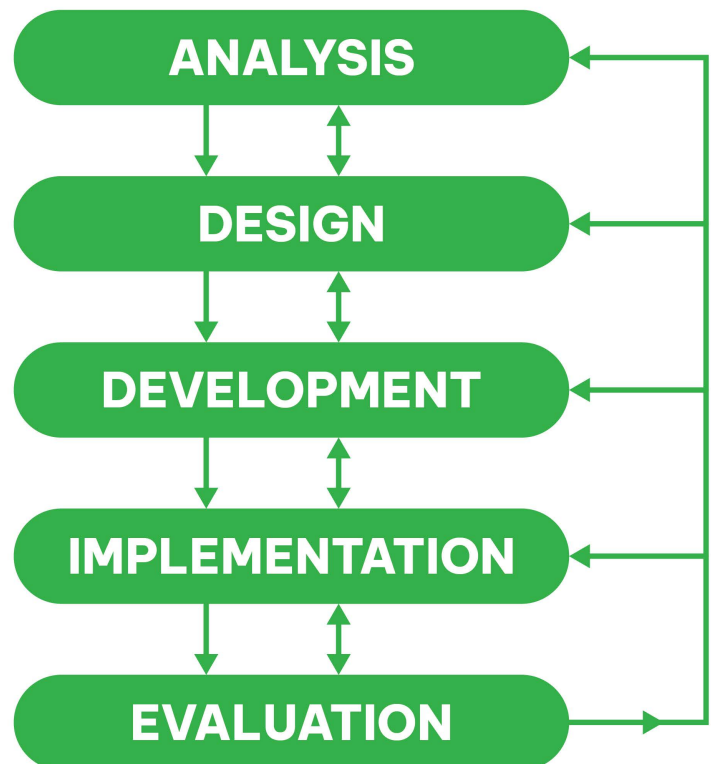 ANALYSIS
DESIGN
DEVELOPMENT
IMPLEMENTATION
EVALUATION